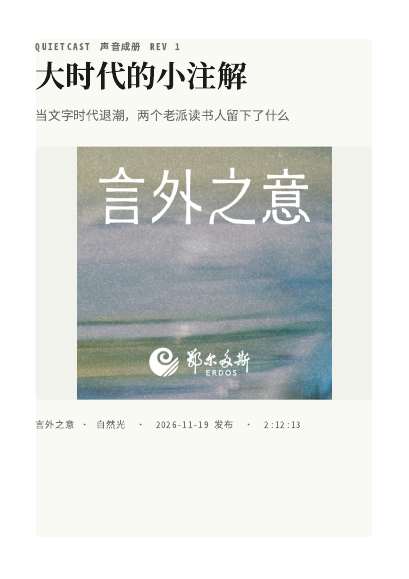 QUIETCAST 声音成册 REV 1
大时代的小注解
当文字时代退潮，两个老派读书人留下了什么
言外之意
鄂尔多斯
ERDOS
言外之意 · 自然光 · 2026-11-19 发布 · 2:12:13